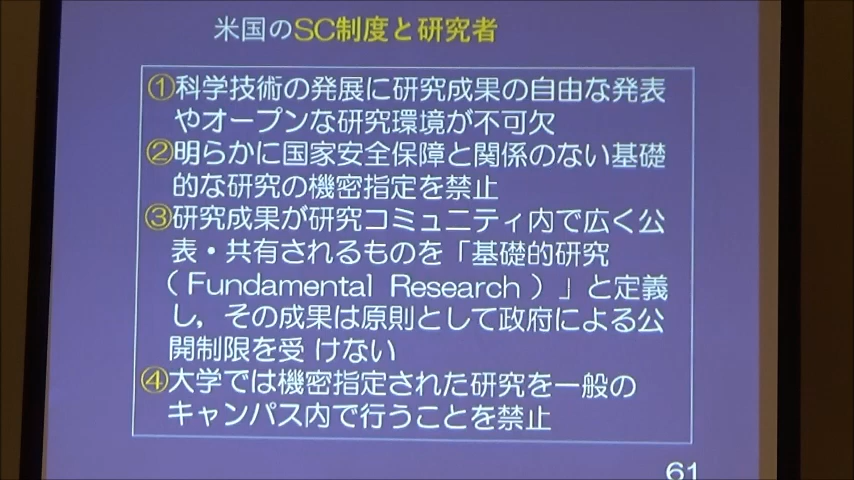 米国のSC制度と研究者
①科学技術の発展に研究成果の自由な発表
やオープンな研究環境が不可欠
②明らかに国家安全保障と関係のない基礎
的な研究の機密指定を禁止
③研究成果が研究コミュニティ内で広く公
表・共有されるものを「基礎的研究
（Fundamental Research）」と定義
し，その成果は原則として政府による公
開制限を受 けない
④大学では機密指定された研究を一般の
キャンパス内で行うことを禁止
61